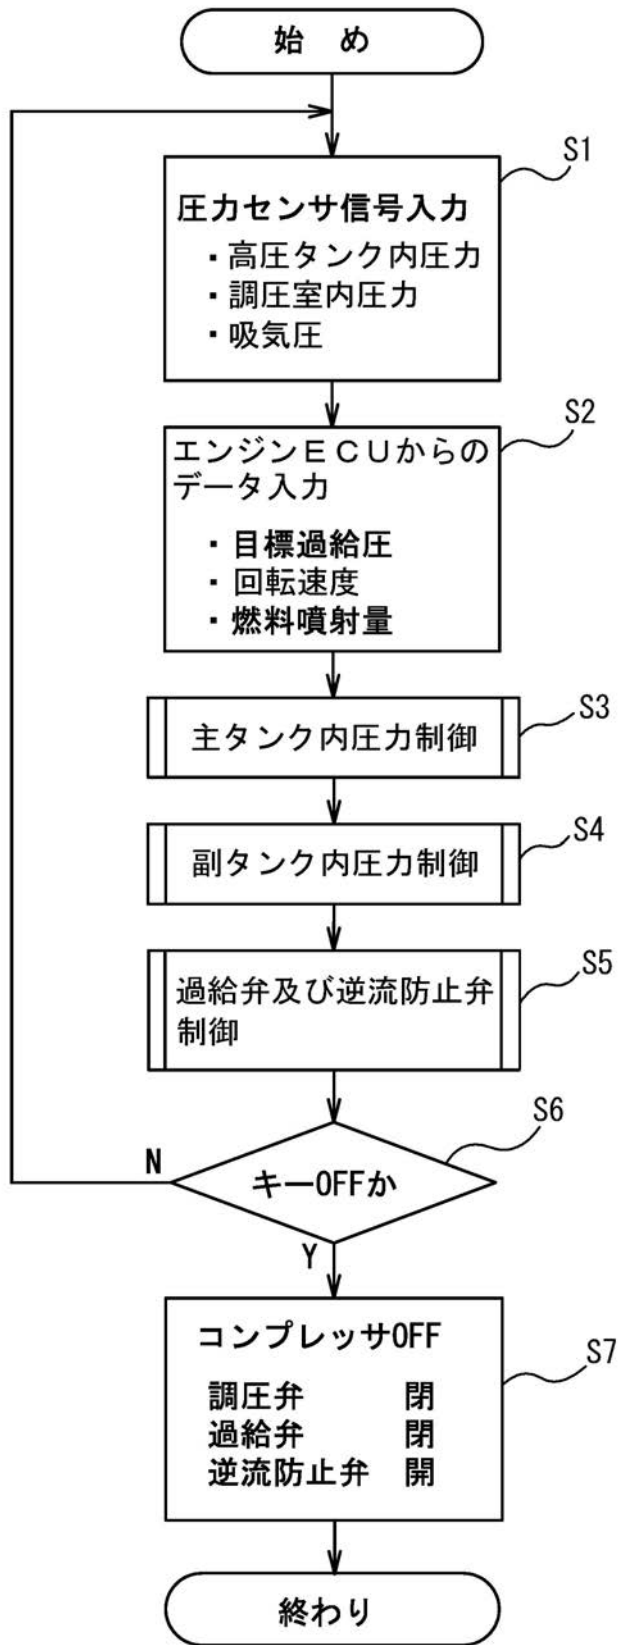 始 め
S1
圧力センサ信号入力
・高圧タンク内圧力
・調圧室内圧力
・吸気圧
S2
エンジンＥＣＵからの
データ入力
・目標過給圧
・回転速度
・燃料噴射量
S3
主タンク内圧力制御
S4
副タンク内圧力制御
S5
過給弁及び逆流防止弁
制御
S6
N
キーOFFか
Y
S7
コンプレッサOFF
調圧弁 閉
過給弁 閉
逆流防止弁 開
終わり